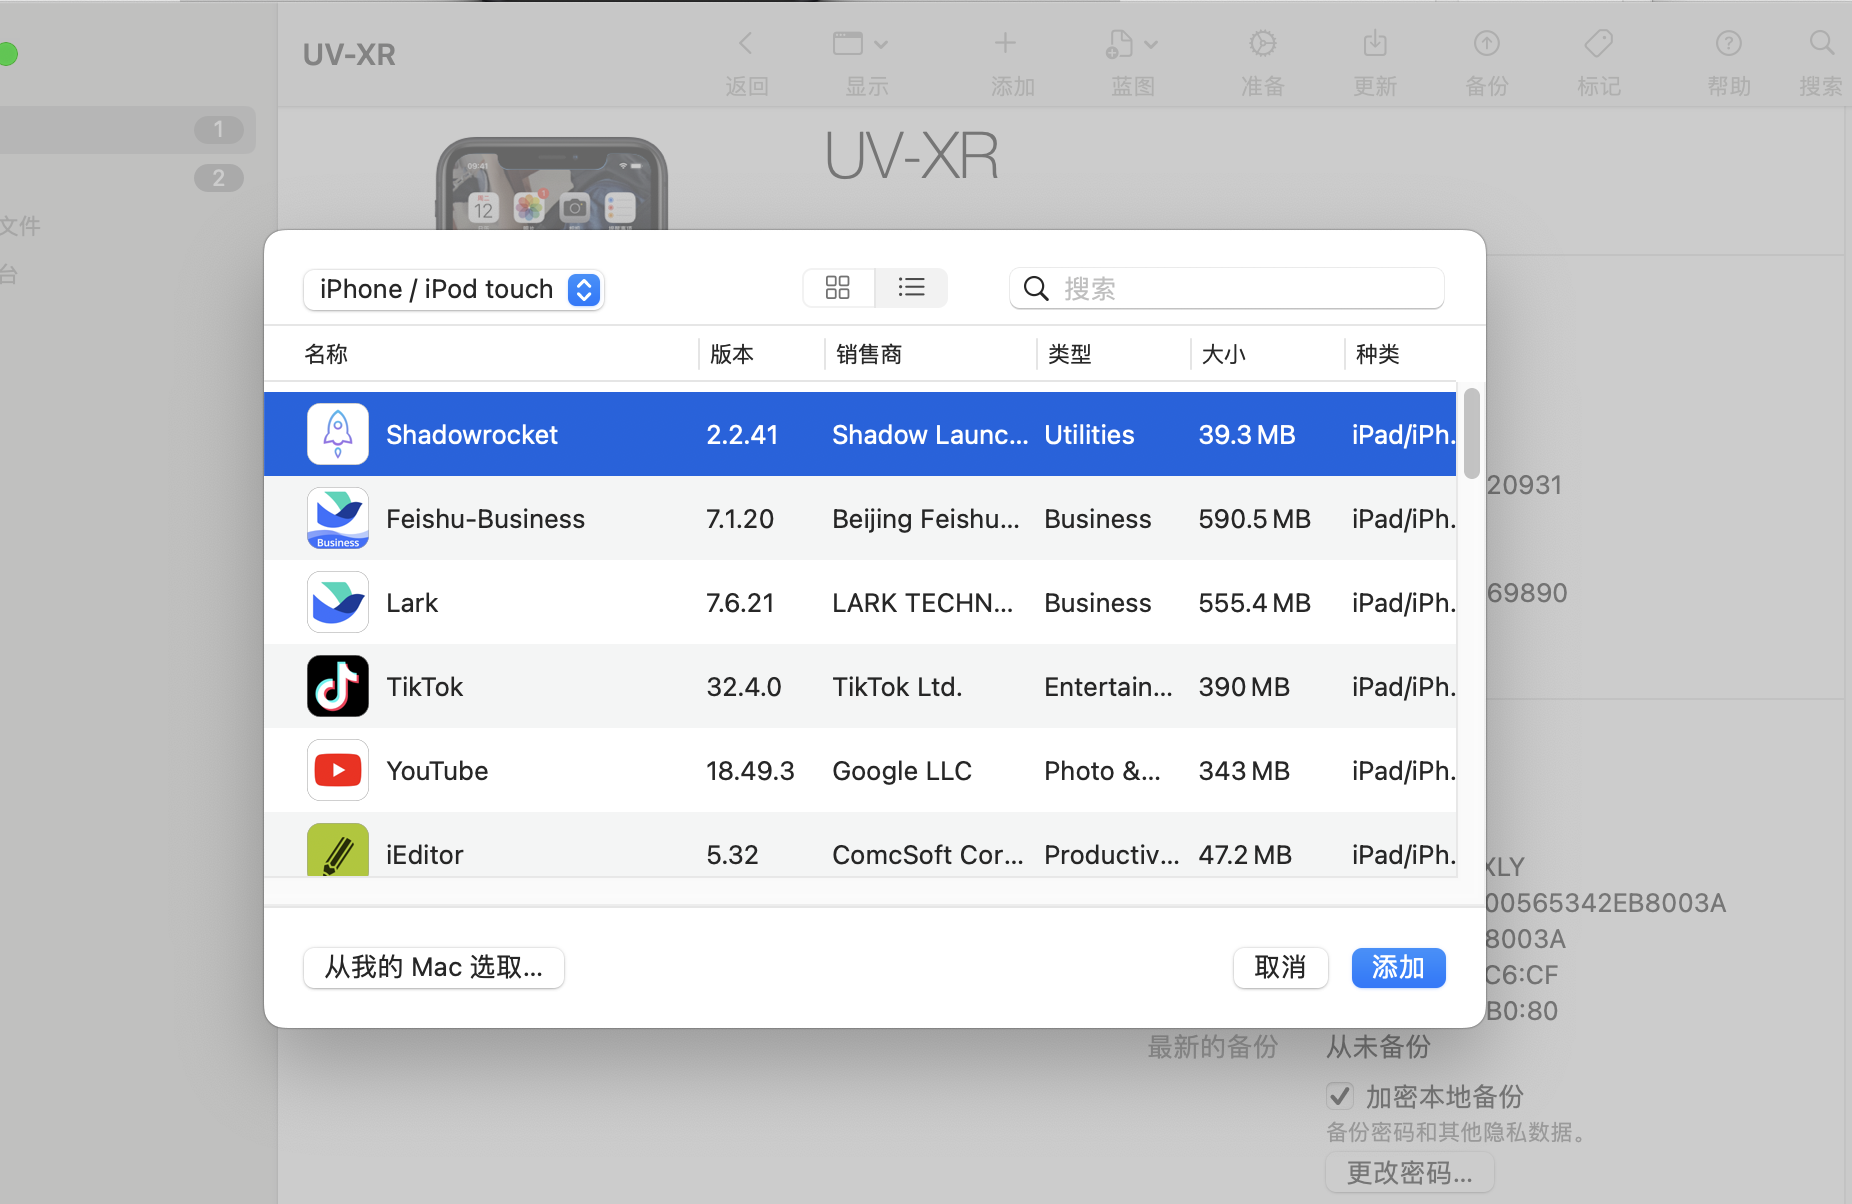 UV-XR
返回
显示
添加
蓝图
准备
更新
备份
标记
帮助
搜索
1
2
文件
台
UV-XR
09:41
周二
12
1
iPhone / iPod touch
搜索
名称 版本 销售商 类型 大小 种类
Shadowrocket 2.2.41 Shadow Launc... Utilities 39.3 MB iPad/iPh.
Business
Feishu-Business 7.1.20 Beijing Feishu... Business 590.5 MB iPad/iPh.
Lark 7.6.21 LARK TECHN... Business 555.4 MB iPad/iPh.
TikTok 32.4.0 TikTok Ltd. Entertain... 390 MB iPad/iPh.
YouTube 18.49.3 Google LLC Photo &... 343 MB iPad/iPh.
iEditor 5.32 ComcSoft Cor... Productiv... 47.2 MB iPad/iPh.
从我的 Mac 选取...
取消
添加
20931
69890
XLY
00565342EB8003A
8003A
C6:CF
B0:80
最新的备份 从未备份
加密本地备份
备份密码和其他隐私数据。
更改密码...